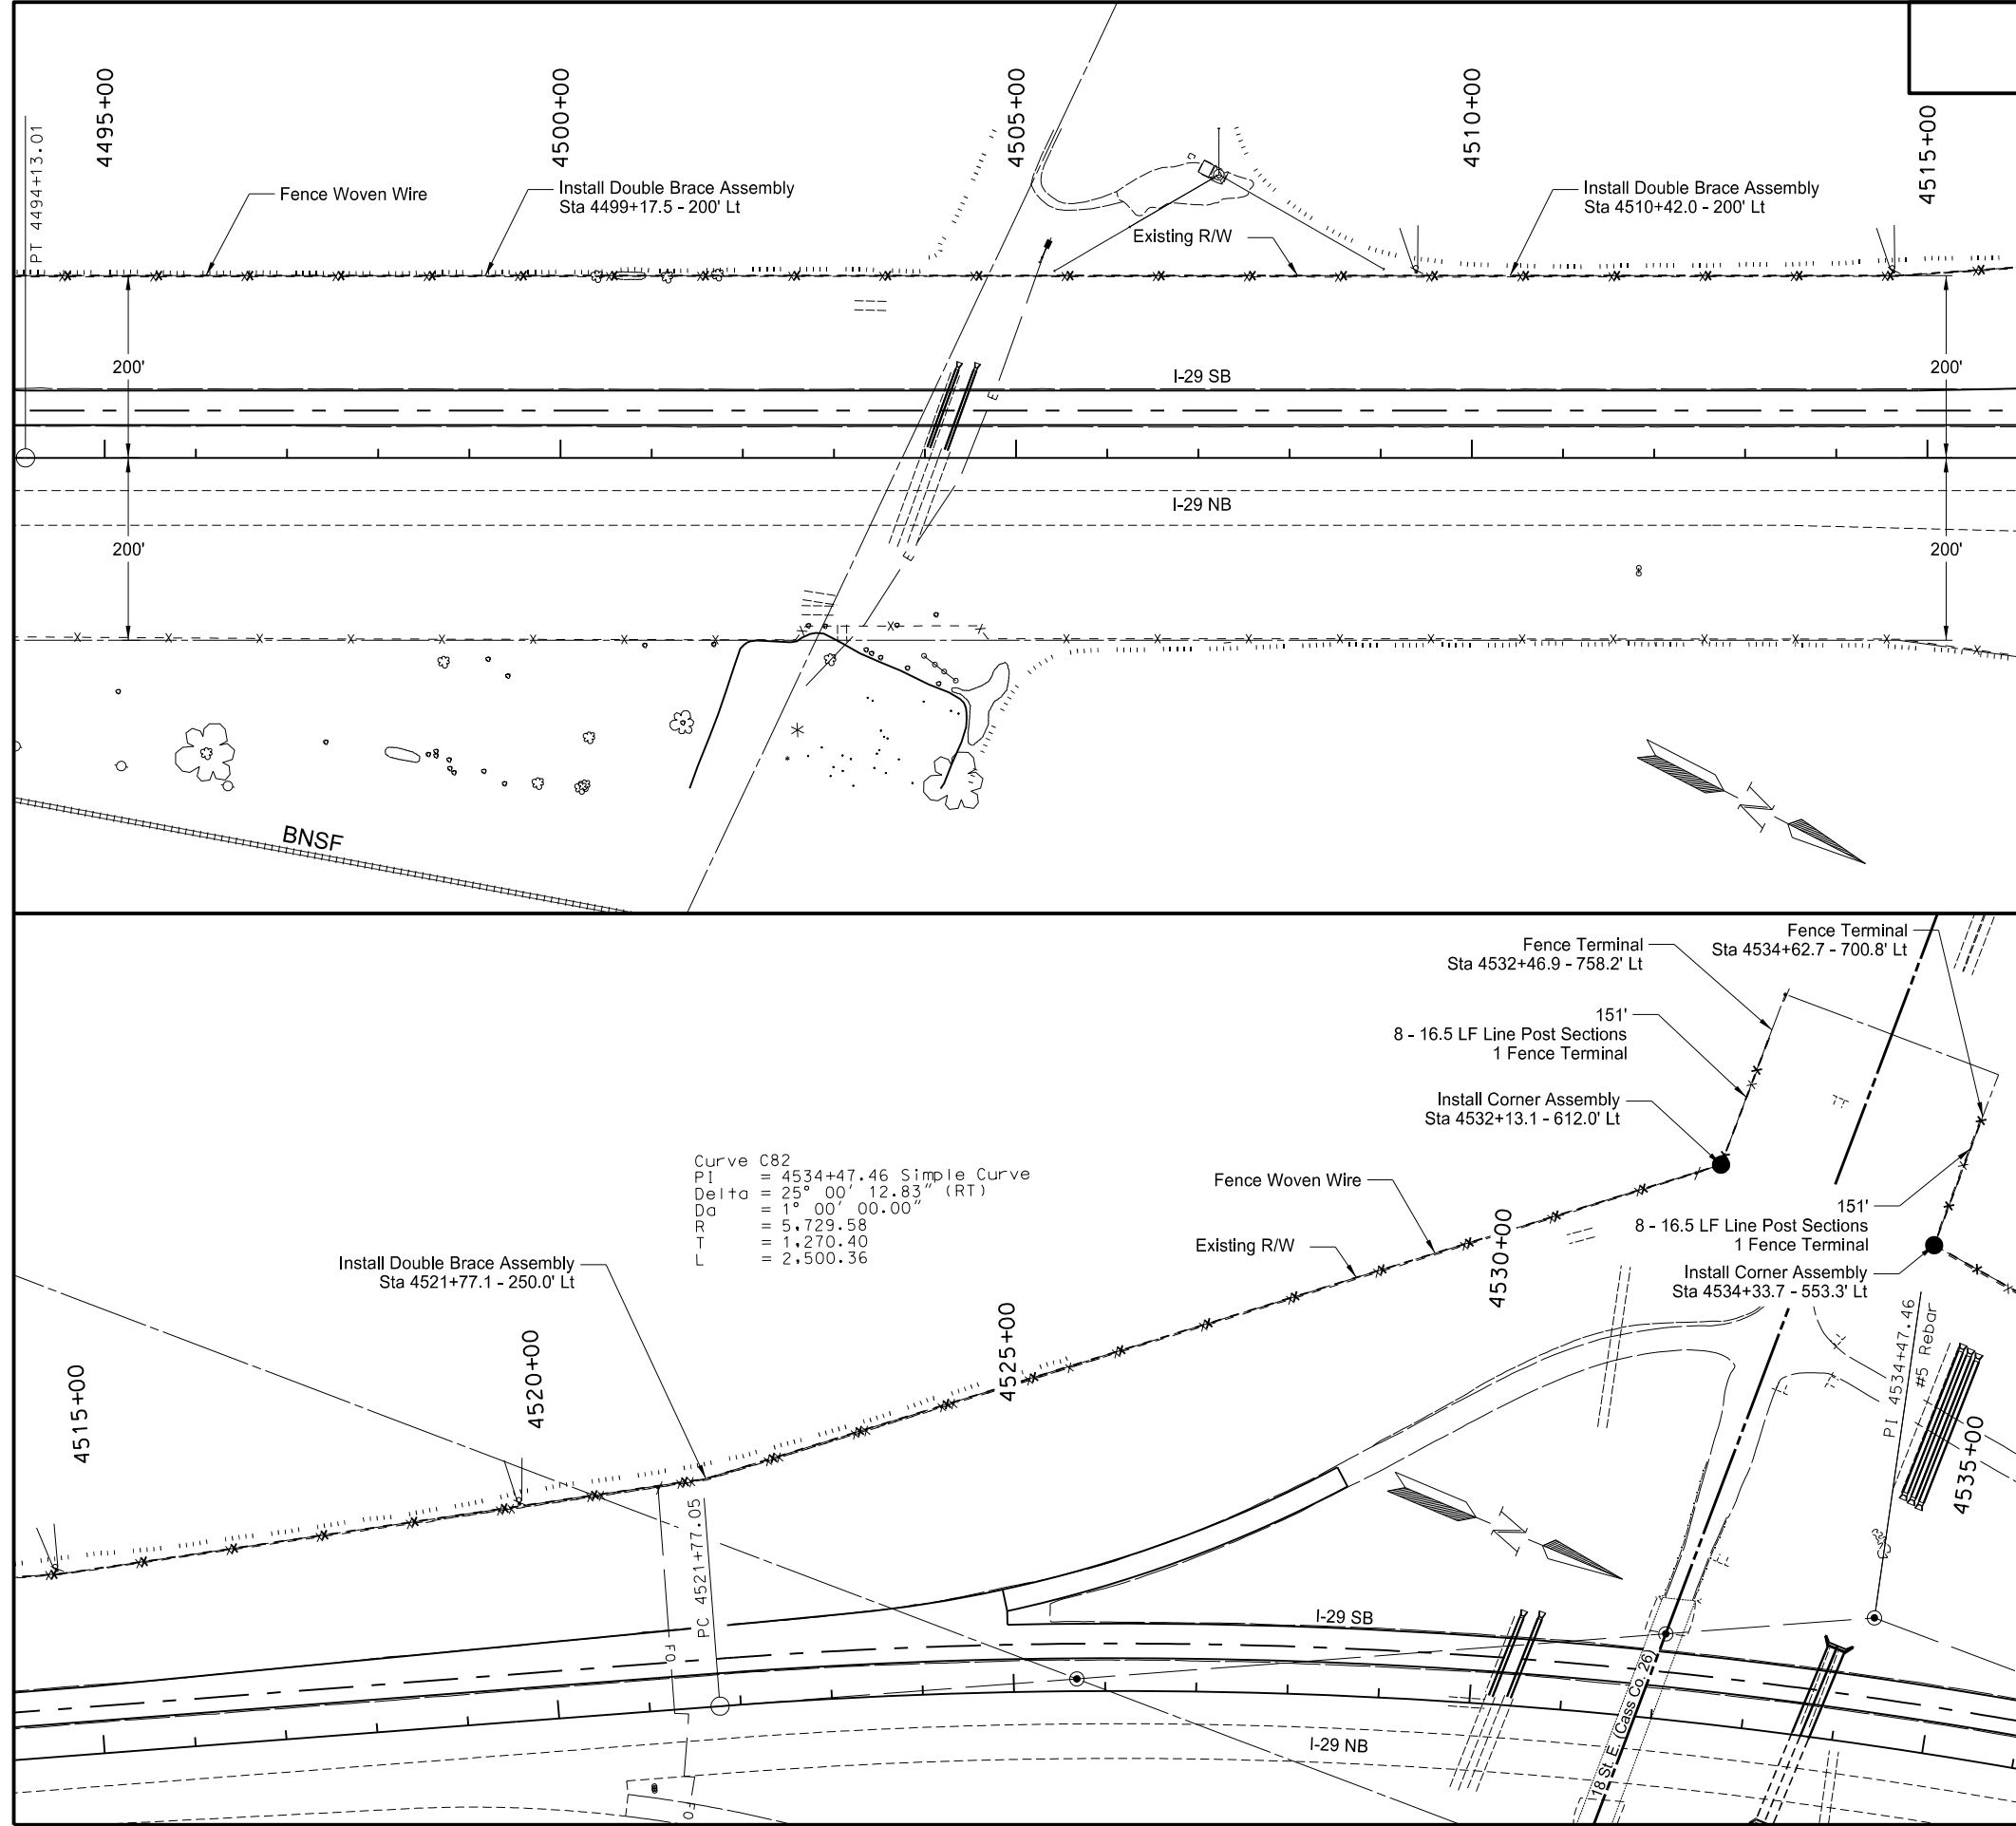 4495+00
4500+00
4505+00
4510+00
4515+00
PT 4494+13.01
Fence Woven Wire
Install Double Brace Assembly
Sta 4499+17.5 - 200' Lt
Existing R/W
Install Double Brace Assembly
Sta 4510+42.0 - 200' Lt
200'
200'
I-29 SB
E
I-29 NB
200'
200'
E
BNSF
N
Fence Terminal
Sta 4532+46.9 - 758.2' Lt
Fence Terminal
Sta 4534+62.7 - 700.8' Lt
151'
8 - 16.5 LF Line Post Sections
1 Fence Terminal
Install Corner Assembly
Sta 4532+13.1 - 612.0' Lt
Curve C82
PI = 4534+47.46 Simple Curve
Delta = 25° 00' 12.83" (RT)
Da = 1° 00' 00.00"
R = 5,729.58
T = 1,270.40
L = 2,500.36
Fence Woven Wire
Existing R/W
151'
8 - 16.5 LF Line Post Sections
1 Fence Terminal
Install Corner Assembly
Sta 4534+33.7 - 553.3' Lt
Install Double Brace Assembly
Sta 4521+77.1 - 250.0' Lt
4515+00
4520+00
4525+00
4530+00
4535+00
PI 4534+47.46
#5 Rebar
PC 4521+77.05
FO
N
I-29 SB
I-29 NB
18 St. E. (Cass Co. 26)
FO